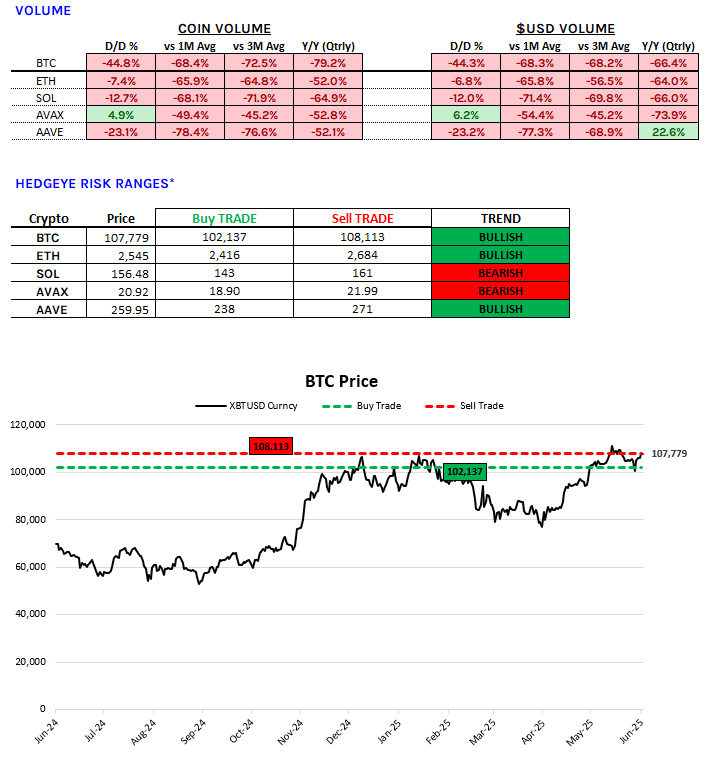 VOLUME
COIN VOLUME $USD VOLUME
D/D % vs 1M Avg vs 3M Avg Y/Y (Qtrly) D/D % vs 1M Avg vs 3M Avg Y/Y (Qtrly)
BTC -44.8% -68.4% -72.5% -79.2% -44.3% -68.3% -68.2% -66.4%
ETH -7.4% -65.9% -64.8% -52.0% -6.8% -65.8% -56.5% -64.0%
SOL -12.7% -68.1% -71.9% -64.9% -12.0% -71.4% -69.8% -66.0%
AVAX 4.9% -49.4% -45.2% -52.8% 6.2% -54.4% -45.2% -73.9%
AAVE -23.1% -78.4% -76.6% -52.1% -23.2% -77.3% -68.9% 22.6%
HEDGEYE RISK RANGES*
Crypto Price Buy TRADE Sell TRADE TREND
BTC 107,779 102,137 108,113 BULLISH
ETH 2,545 2,416 2,684 BULLISH
SOL 156.48 143 161 BEARISH
AVAX 20.92 18.90 21.99 BEARISH
AAVE 259.95 238 271 BULLISH
BTC Price
XBTUSD Curncy Buy Trade Sell Trade
120,000
108,113
107,779
100,000
102,137
80,000
60,000
40,000
20,000
0
Jun-24 Jul-24 Aug-24 Sep-24 Oct-24 Nov-24 Dec-24 Jan-25 Feb-25 Mar-25 Apr-25 May-25 Jun-25